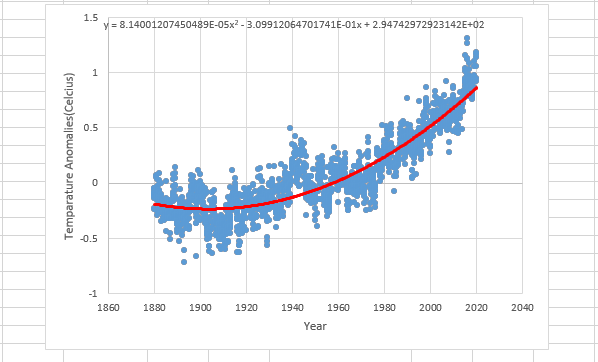 y = 8.14001207450489E-05x² - 3.09912064701741E-01x + 2.94742972923142E+02
1.5
1
0.5
0
-0.5
-1
Temparature Anomalies(Celcius)
1860 1880 1900 1920 1940 1960 1980 2000 2020 2040
Year